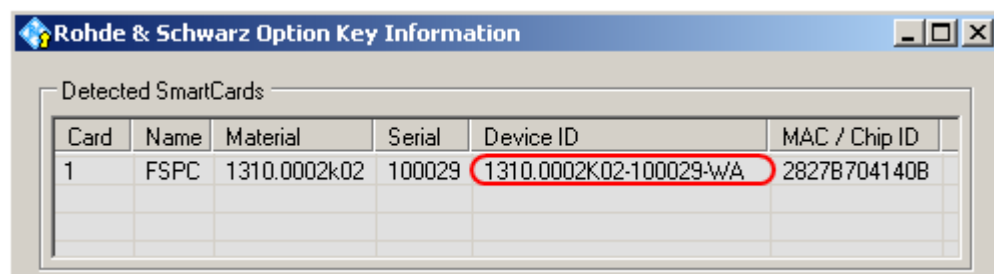 Rohde & Schwarz Option Key Information
Detected SmartCards
Card Name Material Serial Device ID MAC / Chip ID
1 FSPC 1310.0002k02 100029 1310.0002K02-100029-WA 2827B704140B